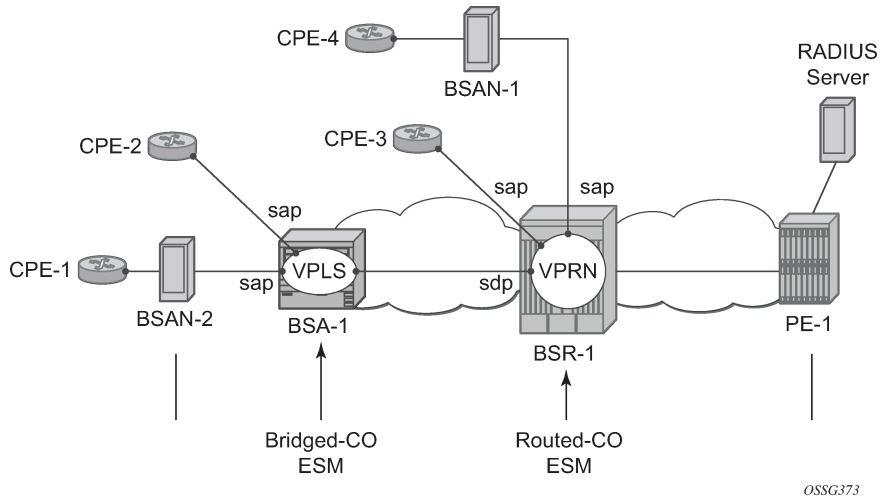 CPE-4
BSAN-1
RADIUS
Server
CPE-2
CPE-3
sap
sap
sap
CPE-1
BSAN-2
sap
VPLS
BSA-1
sdp
VPRN
BSR-1
PE-1
Bridged-CO
ESM
Routed-CO
ESM
OSSG373